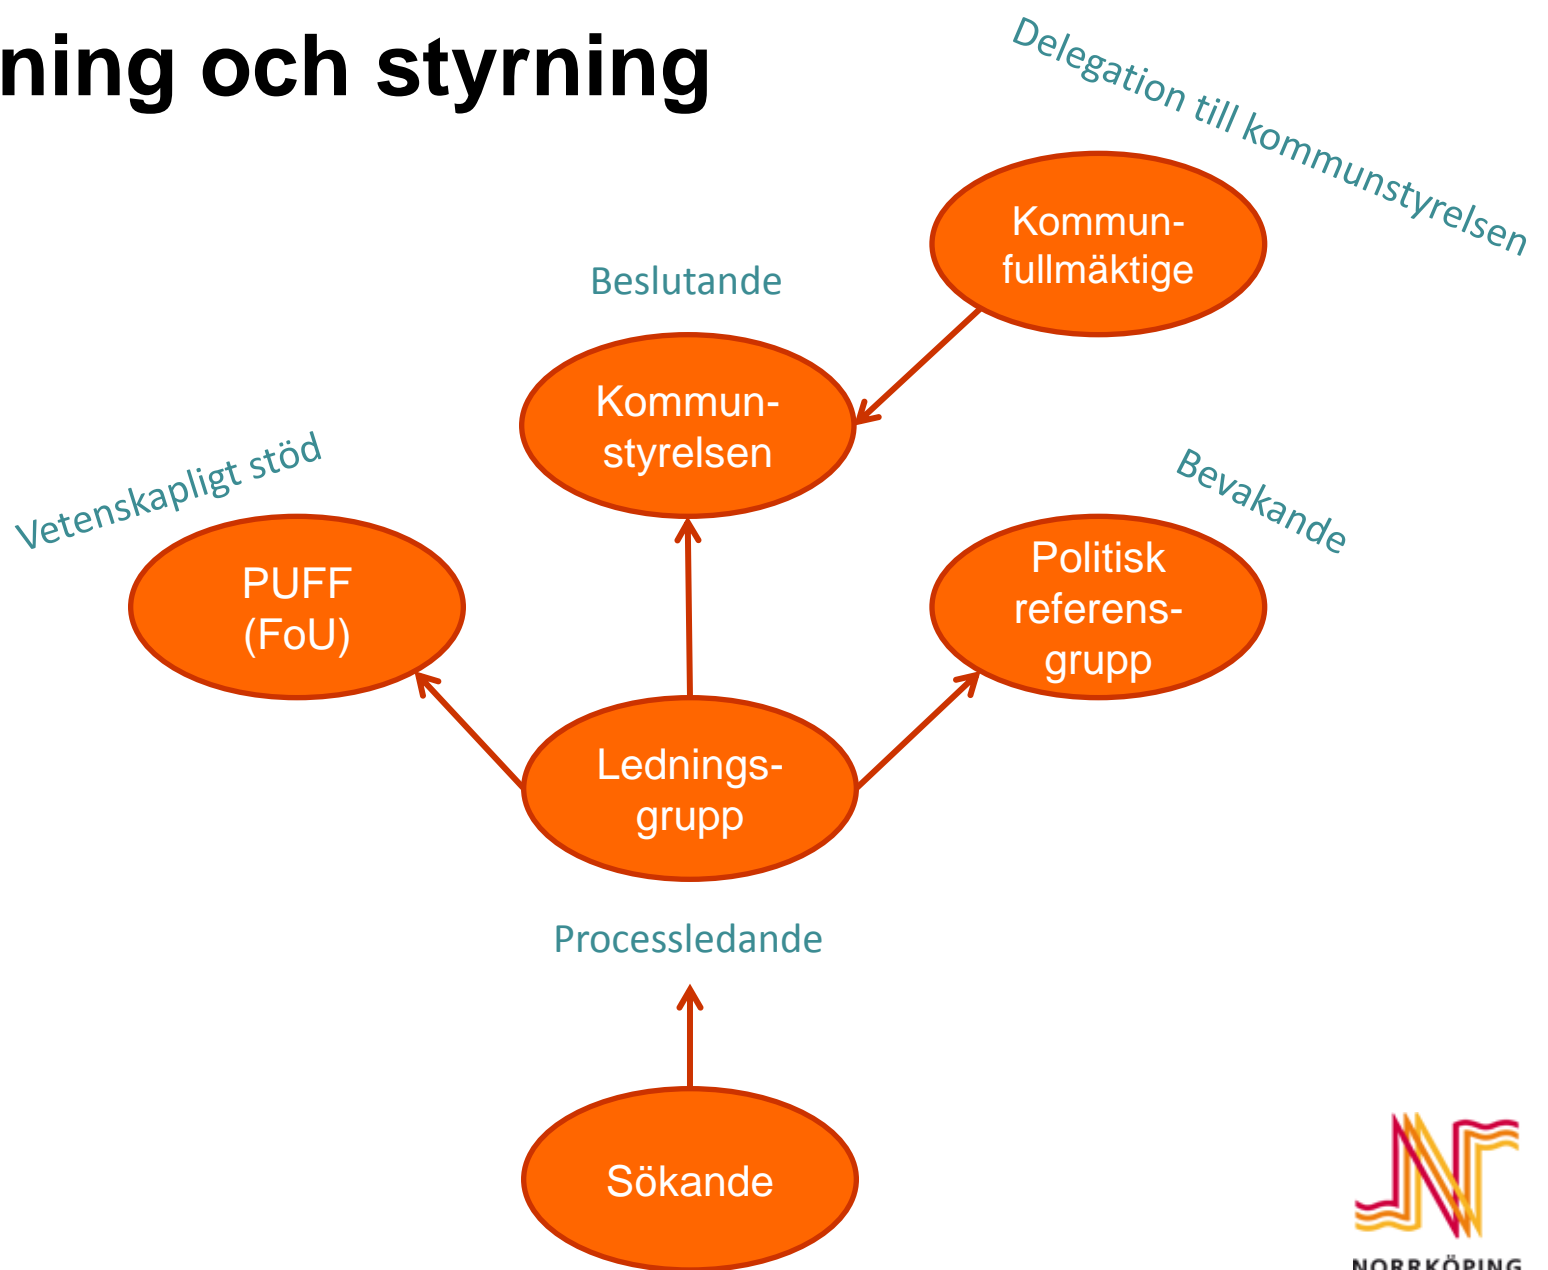 ning och styrning
Delegation till kommunstyrelsen
Kommun-
fullmäktige
Beslutande
Kommun-
styrelsen
Vetenskapligt stöd
PUFF
(FoU)
Bevakande
Politisk
referens-
grupp
Lednings-
grupp
Processledande
Sökande
NORRKÖPING